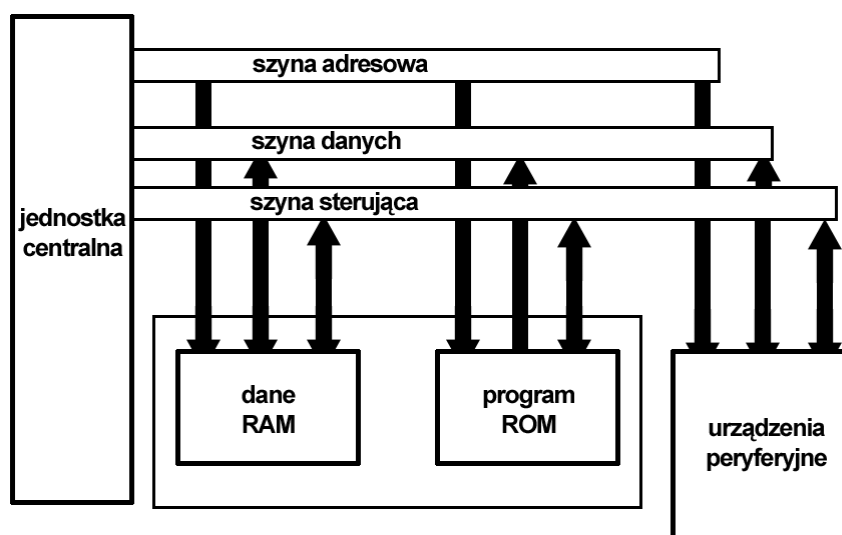 szyna adresowa
szyna danych
szyna sterująca
jednostka
centralna
dane
RAM
program
ROM
urządzenia
peryferyjne